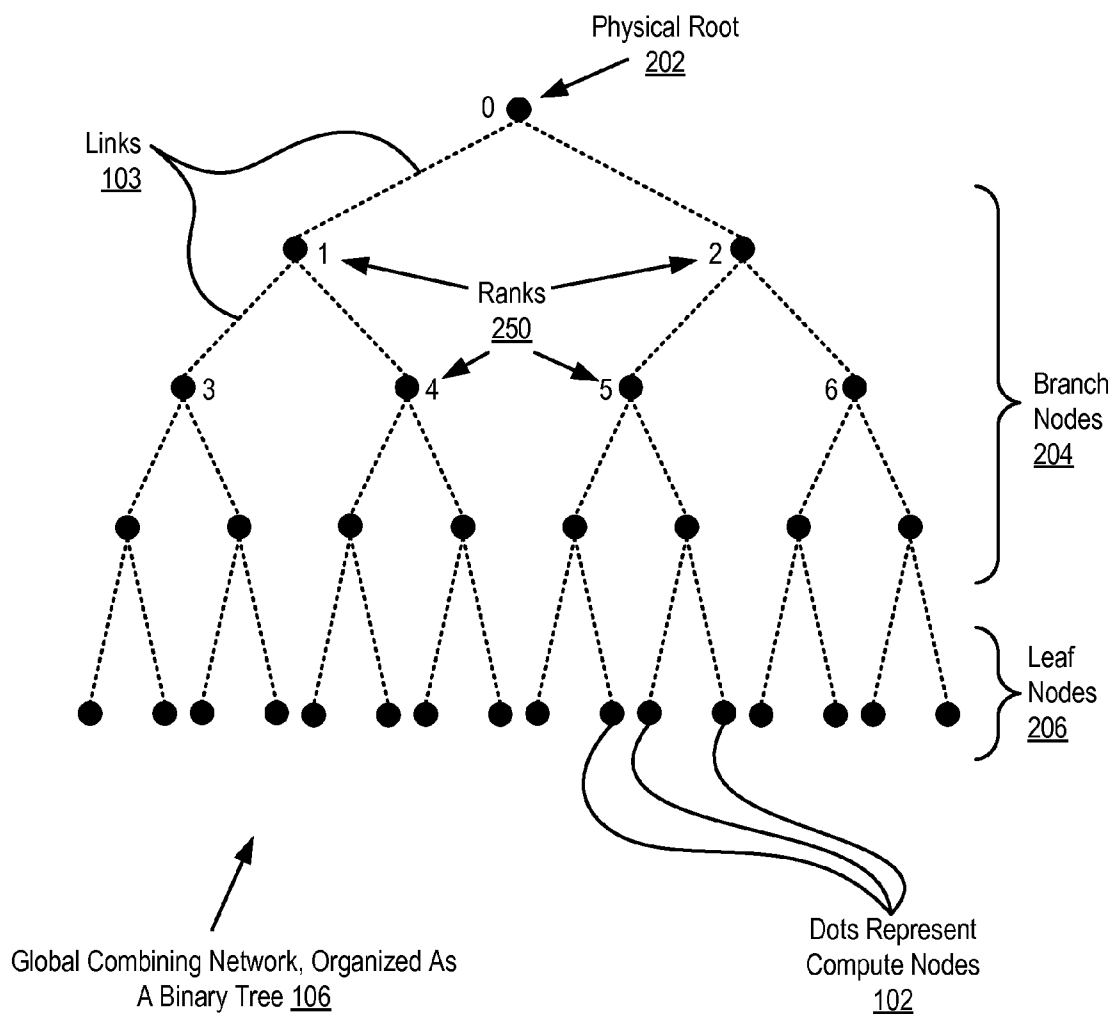 Physical Root
202
0
Links
103
1
2
Ranks
250
3
4
5
6
Branch
Nodes
204
Leaf
Nodes
206
Dots Represent
Compute Nodes
102
Global Combining Network, Organized As
A Binary Tree 106